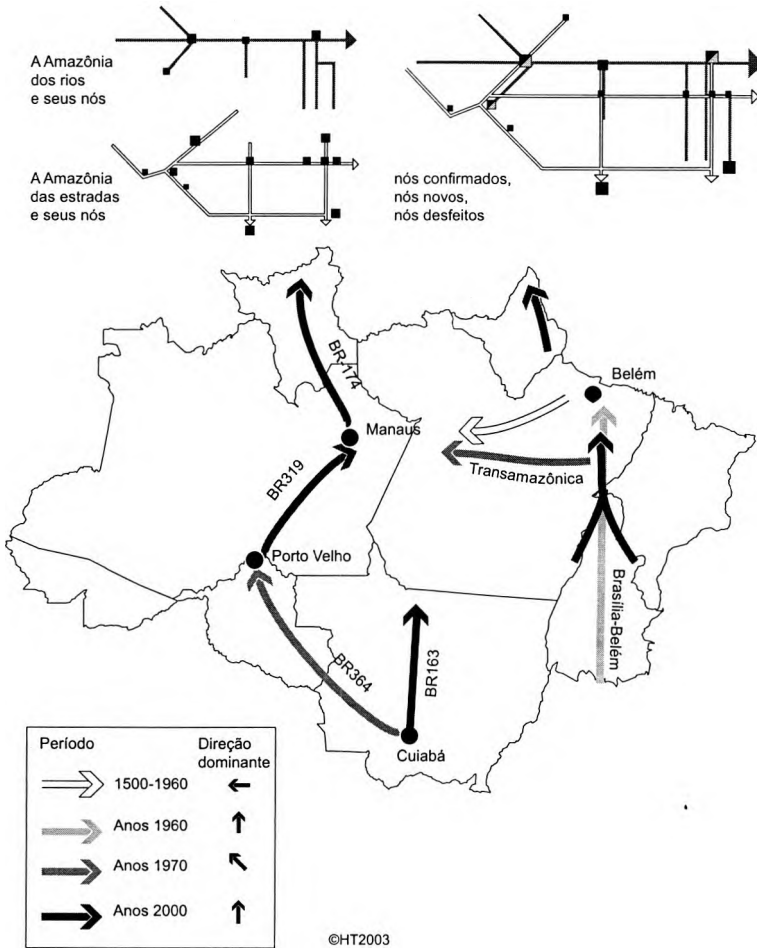 A Amazônia
dos rios
e seus nós
A Amazônia
das estradas
e seus nós
nós confirmados,
nós novos,
nós desfeitos
BR-174
Belém
Manaus
Transamazônica
BR319
Porto Velho
Brasília-Belém
BR364
BR163
Cuiabá
Período
Direção
dominante
1500-1960
Anos 1960
Anos 1970
Anos 2000
©HT2003